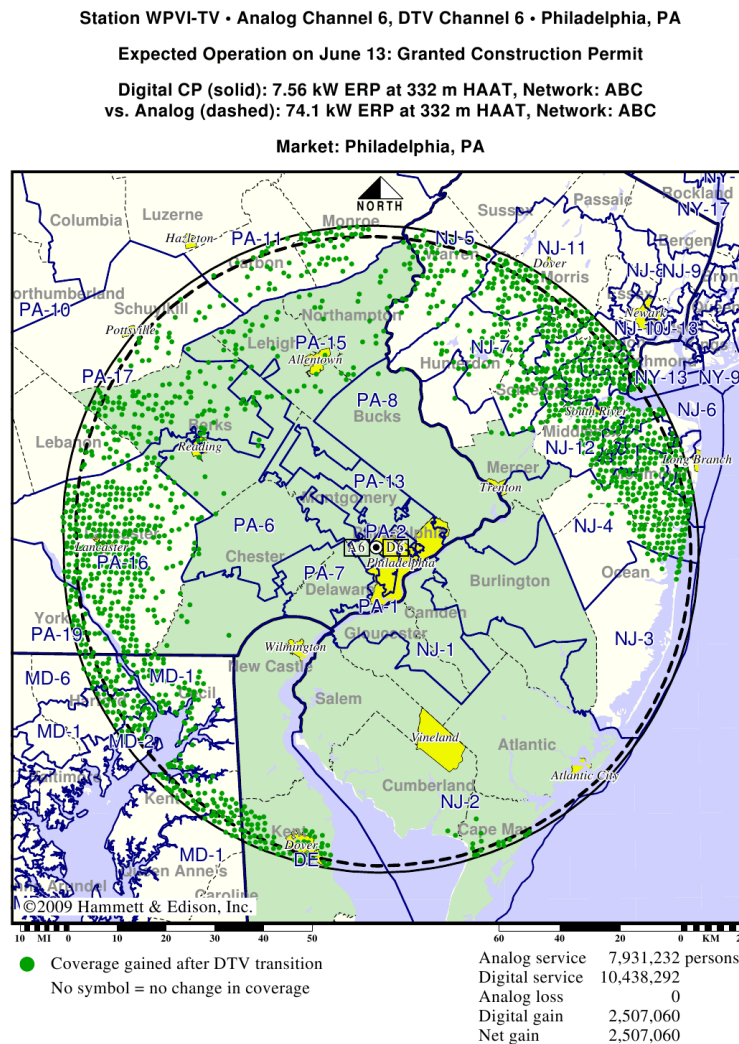 Station WPVI-TV • Analog Channel 6, DTV Channel 6 • Philadelphia, PA
Expected Operation on June 13: Granted Construction Permit
Digital CP (solid): 7.56 kW ERP at 332 m HAAT, Network: ABC
vs. Analog (dashed): 74.1 kW ERP at 332 m HAAT, Network: ABC
Market: Philadelphia, PA
NORTH
Columbia
Luzerne
Hazleton
PA-11
Monroe
Sussex
Passaic
Rockland
NY-17
NJ-5
Warren
NJ-11
Dover
Morris
Bergen
NJ-9
Essex
Newark
PA-10
Schuylkill
Pottsville
Northampton
Lehigh
PA-15
Allentown
Hunterdon
NJ-7
NJ-13
NY-13
NY-9
PA-17
PA-8
Bucks
NJ-6
South River
Berks
Reading
Lebanon
NJ-12
Long Branch
Mercer
Trenton
PA-13
Montgomery
PA-6
Chester
PA-2
A6
D6
Philadelphia
NJ-4
Lancaster
PA-16
PA-7
Delaware
PA-1
Burlington
Ocean
Camden
Gloucester
York
PA-19
NJ-3
NJ-1
Wilmington
New Castle
MD-6
MD-1
Cecil
Harford
Salem
MD-1
MD-2
Baltimore
Vineland
Atlantic
Atlantic City
Cumberland
NJ-2
Kent
Kent
Dover
DE
Cape May
MD-1
Queen Anne's
Caroline
©2009 Hammett & Edison, Inc.
10 MI 0 10 20 30 40 50
60 40 20 0 KM
Coverage gained after DTV transition
No symbol = no change in coverage
Analog service 7,931,232 persons
Digital service 10,438,292
Analog loss 0
Digital gain 2,507,060
Net gain 2,507,060